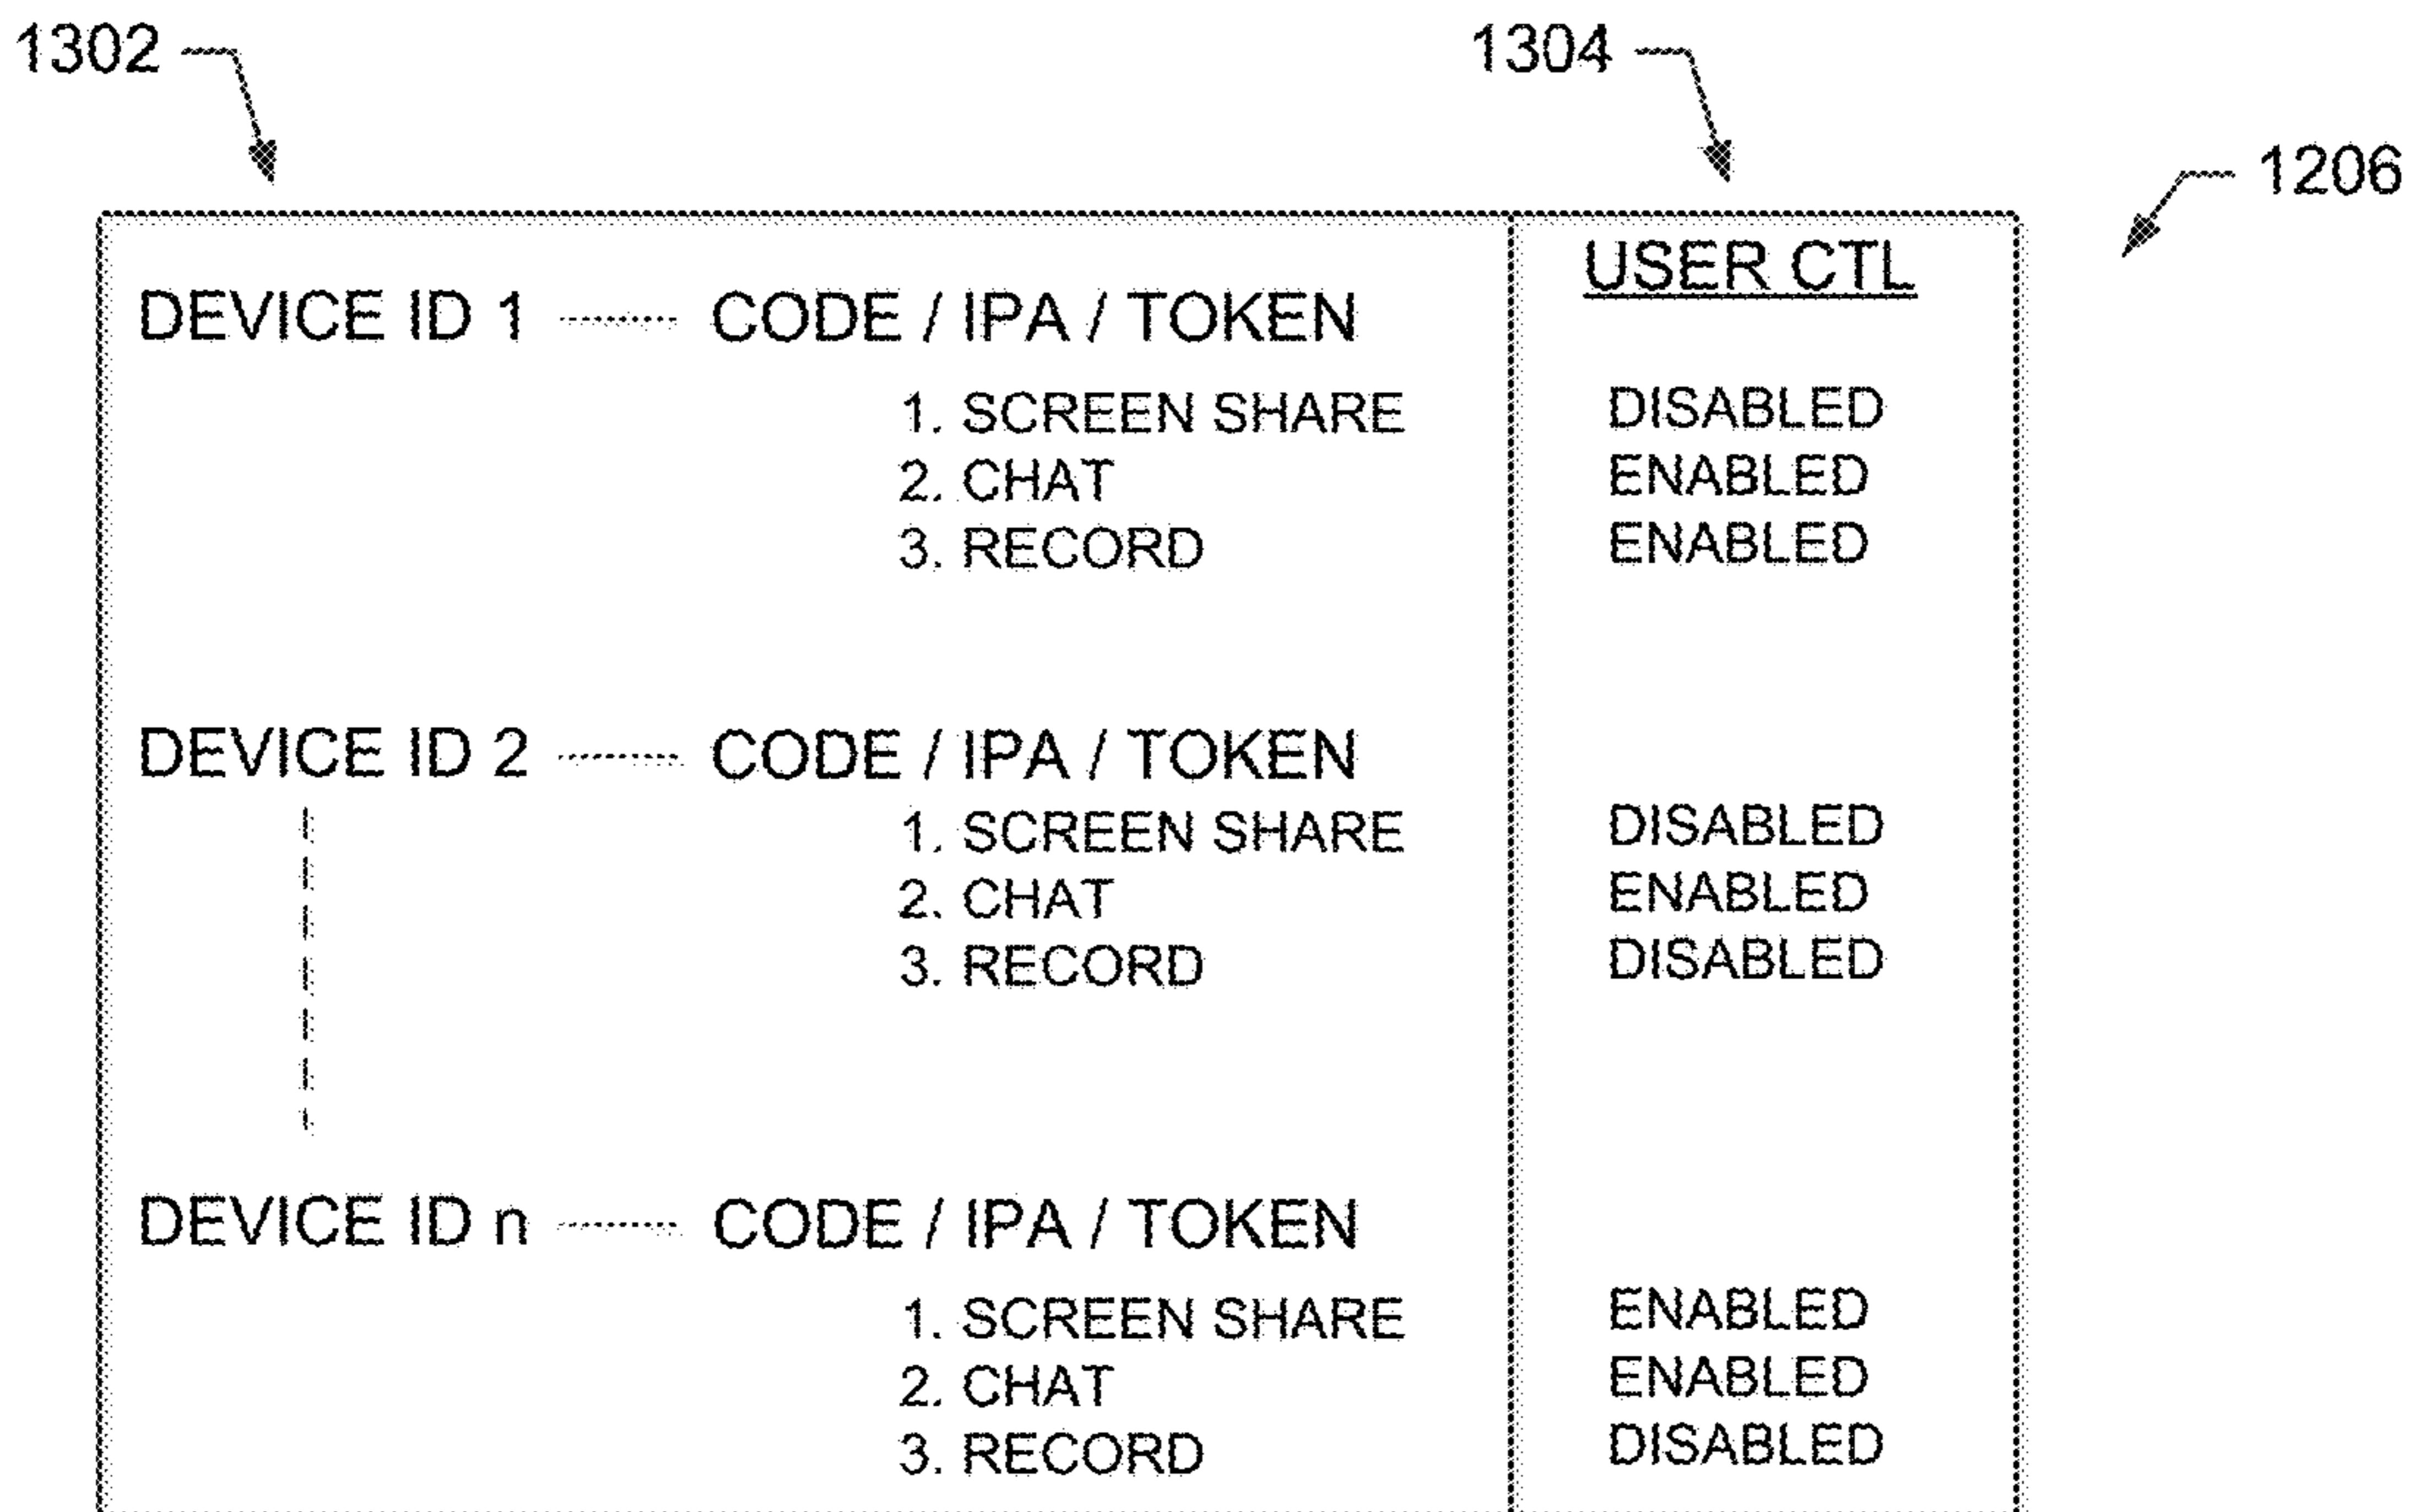 1302
1304
1206
USER CTL
DEVICE ID 1 CODE / IPA / TOKEN
1. SCREEN SHARE DISABLED
2. CHAT ENABLED
3. RECORD ENABLED
DEVICE ID 2 CODE / IPA / TOKEN
1. SCREEN SHARE DISABLED
2. CHAT ENABLED
3. RECORD DISABLED
DEVICE ID n CODE / IPA / TOKEN
1. SCREEN SHARE ENABLED
2. CHAT ENABLED
3. RECORD DISABLED